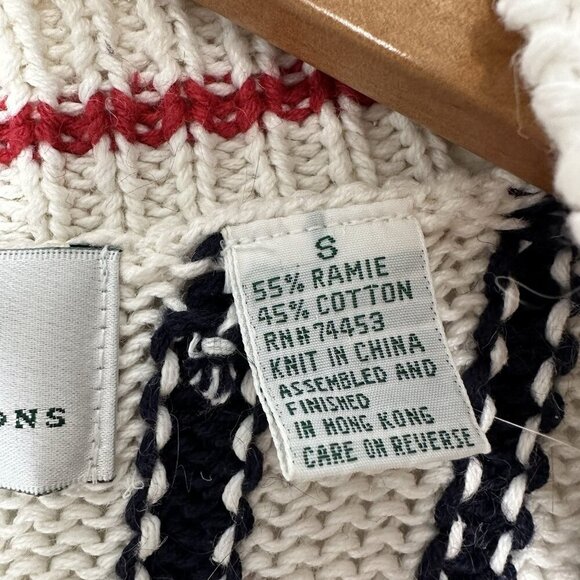 S
55% RAMIE
45% COTTON
RN#74453
KNIT IN CHINA
ASSEMBLED AND
FINISHED
IN HONG KONG
CARE ON REVERSE
ONS